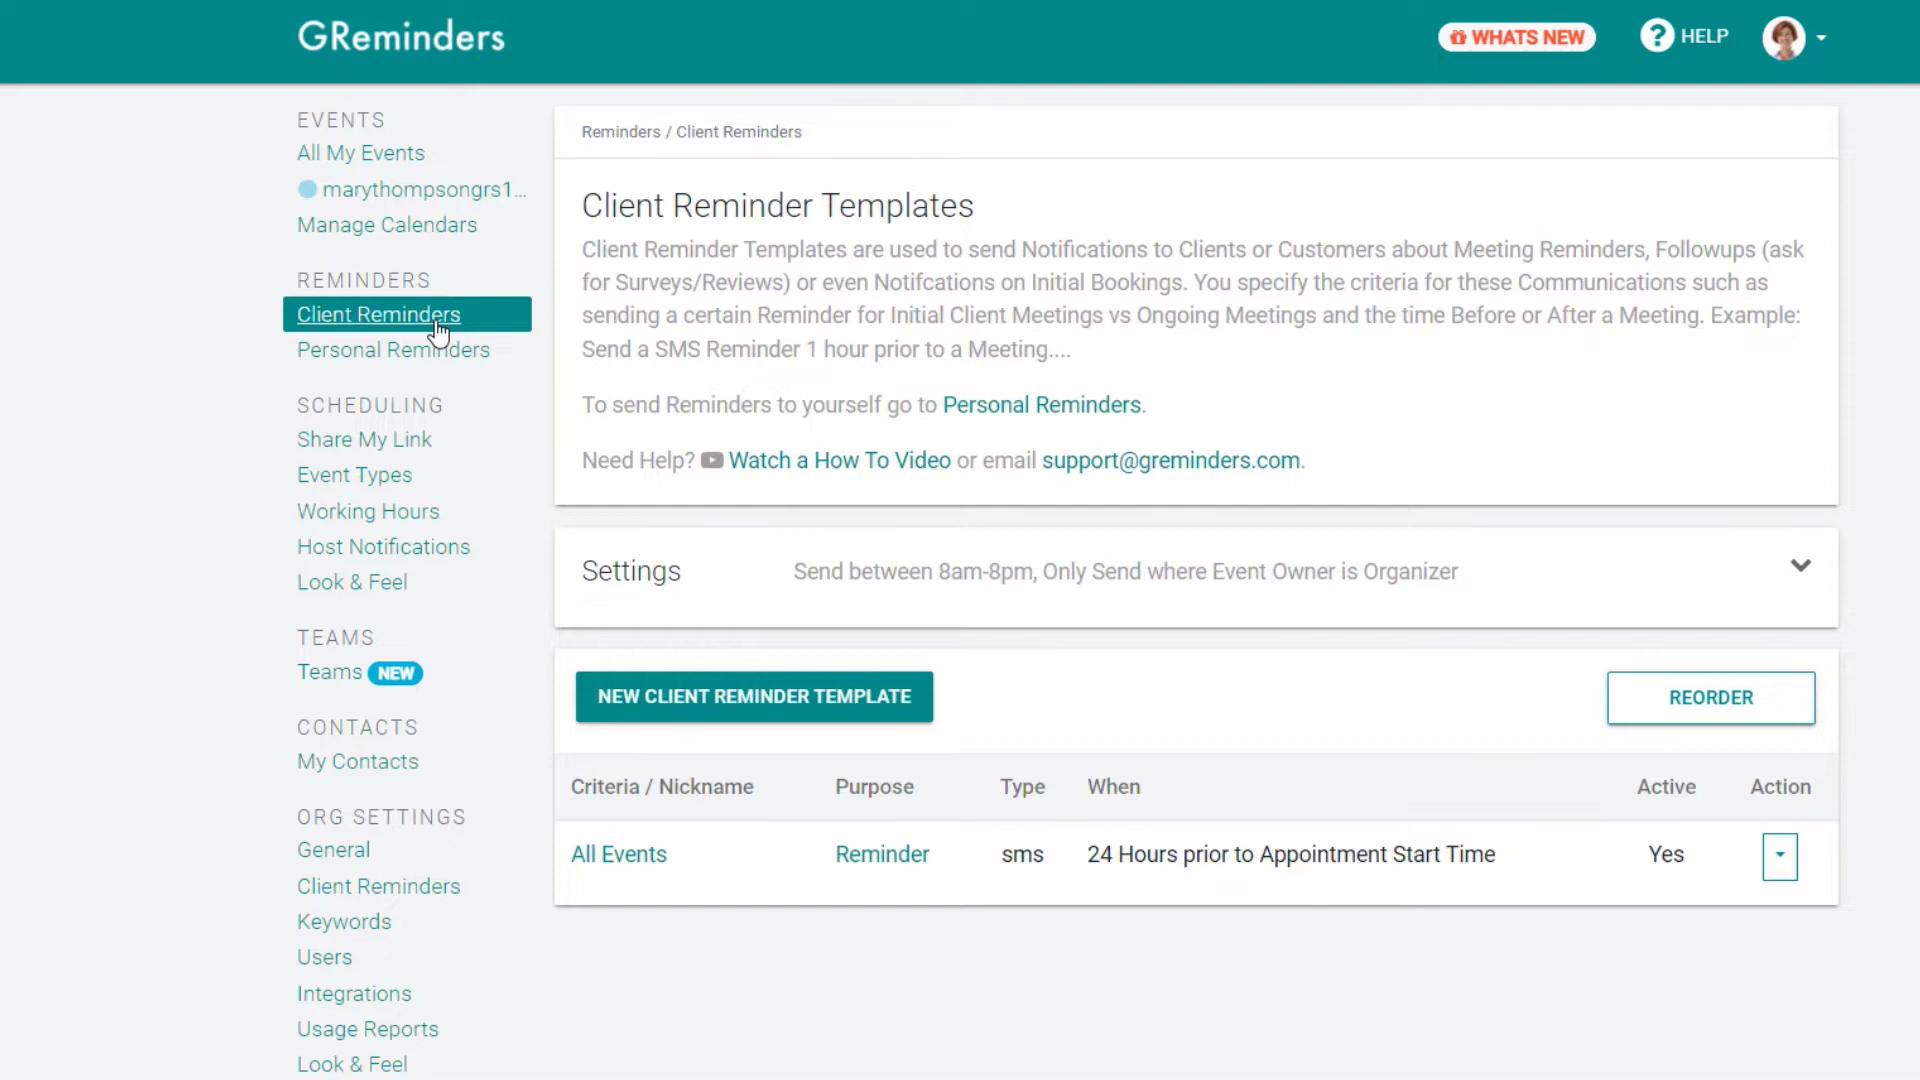 GReminders
WHATS NEW
? HELP
EVENTS
All My Events
marythompsongrs1...
Manage Calendars
REMINDERS
Client Reminders
Personal Reminders
SCHEDULING
Share My Link
Event Types
Working Hours
Host Notifications
Look & Feel
TEAMS
Teams NEW
CONTACTS
My Contacts
ORG SETTINGS
General
Client Reminders
Keywords
Users
Integrations
Usage Reports
Look & Feel
Reminders / Client Reminders
Client Reminder Templates
Client Reminder Templates are used to send Notifications to Clients or Customers about Meeting Reminders, Followups (ask
for Surveys/Reviews) or even Notifcations on Initial Bookings. You specify the criteria for these Communications such as
sending a certain Reminder for Initial Client Meetings vs Ongoing Meetings and the time Before or After a Meeting. Example:
Send a SMS Reminder 1 hour prior to a Meeting....
To send Reminders to yourself go to Personal Reminders.
Need Help? Watch a How To Video or email support@greminders.com.
Settings Send between 8am-8pm, Only Send where Event Owner is Organizer
NEW CLIENT REMINDER TEMPLATE REORDER
Criteria / Nickname Purpose Type When Active Action
All Events Reminder sms 24 Hours prior to Appointment Start Time Yes